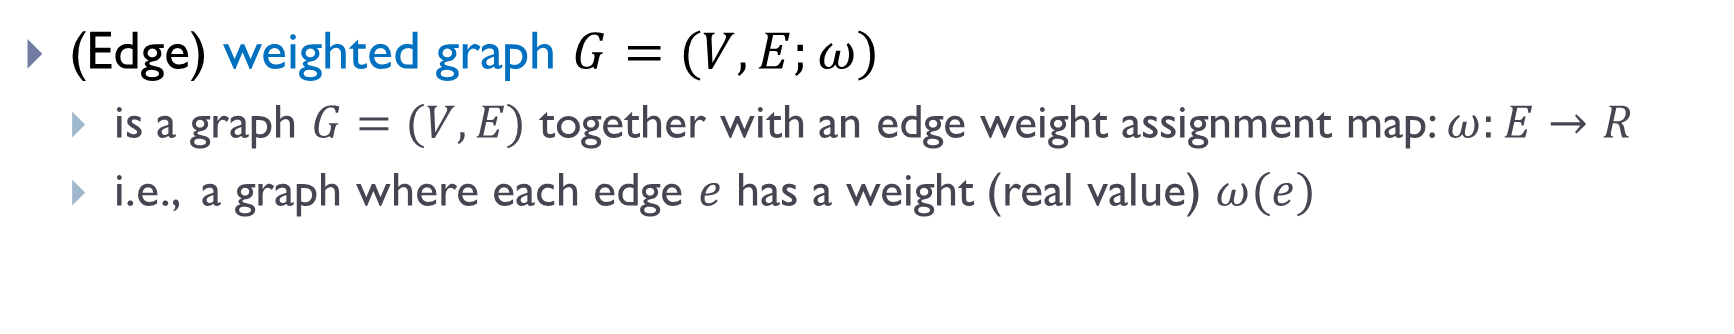 (Edge) weighted graph G = (V, E; ω)
is a graph G = (V, E) together with an edge weight assignment map: ω: E → R
i.e., a graph where each edge e has a weight (real value) ω(e)